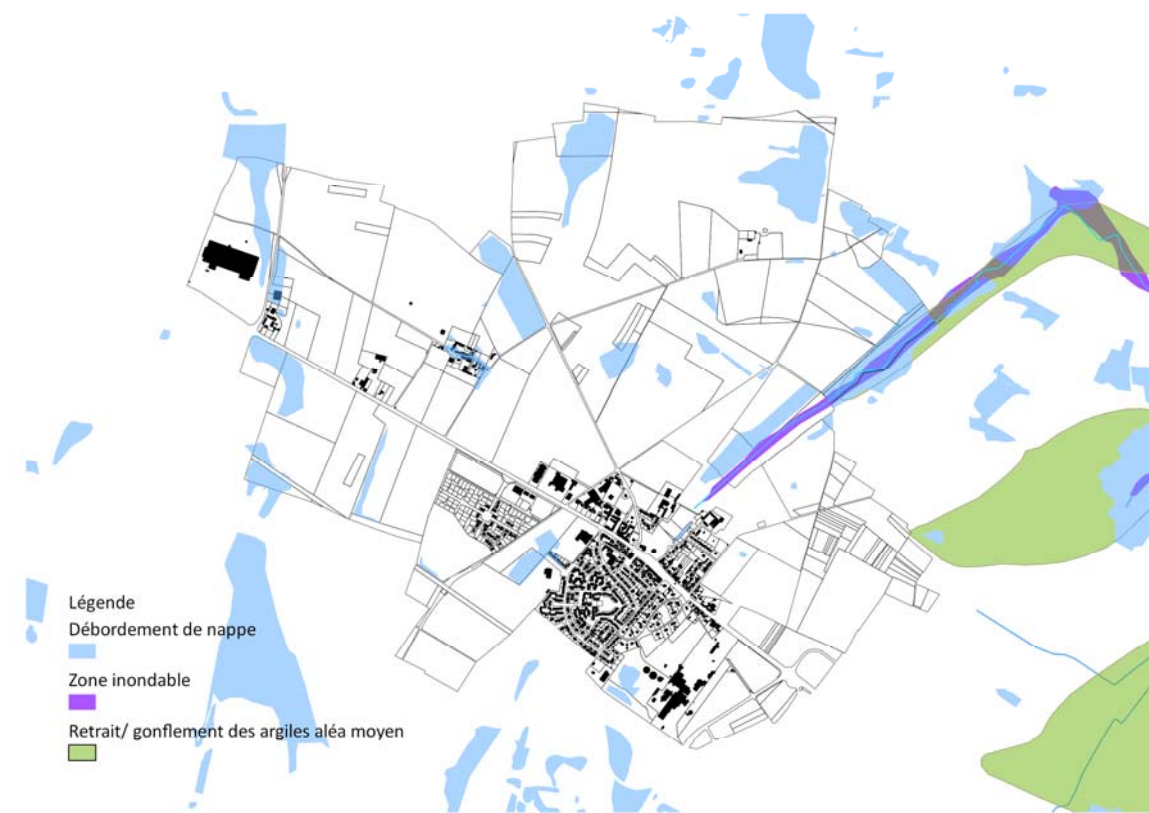 Légende
Débordement de nappe
Zone inondable
Retrait/ gonflement des argiles aléa moyen